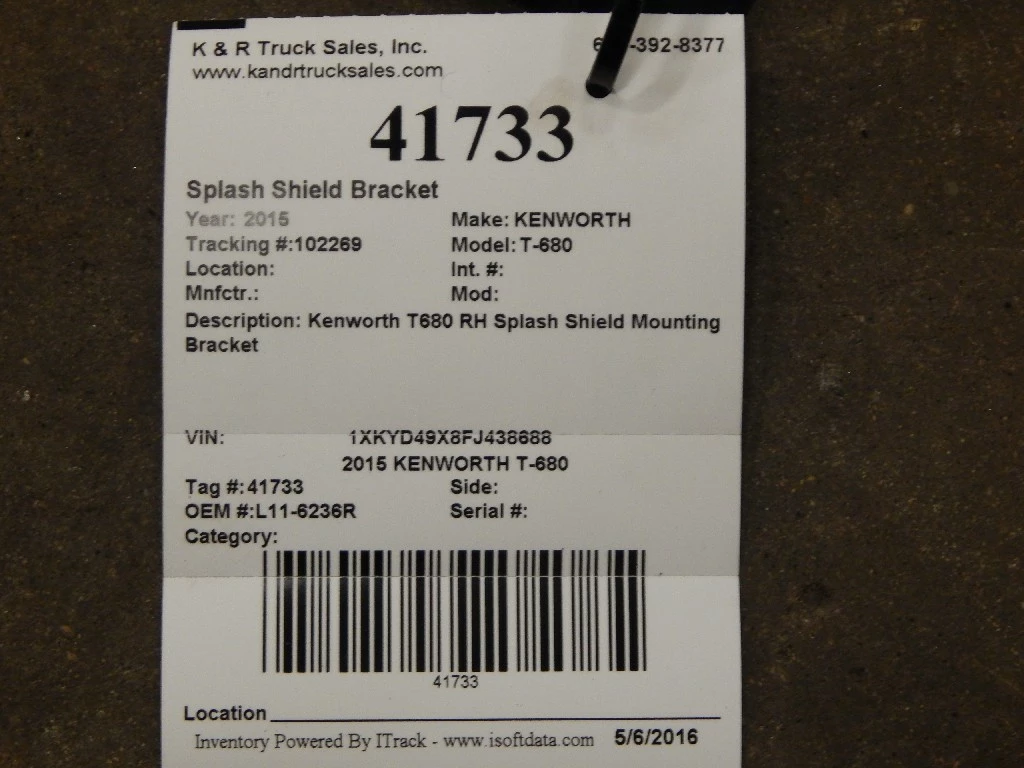 K & R Truck Sales, Inc. -392-8377
www.kandrtrucksales.com
41733
Splash Shield Bracket
Year: 2015 Make: KENWORTH
Tracking #:102269 Model: T-680
Location: Int. #:
Mnfctr.: Mod:
Description: Kenworth T680 RH Splash Shield Mounting
Bracket
VIN: 1XKYD49X8FJ438688
2015 KENWORTH T-680
Tag #: 41733 Side:
OEM #:L11-6236R Serial #:
Category:
41733
Location
Inventory Powered By ITrack - www.isoftdata.com 5/6/2016